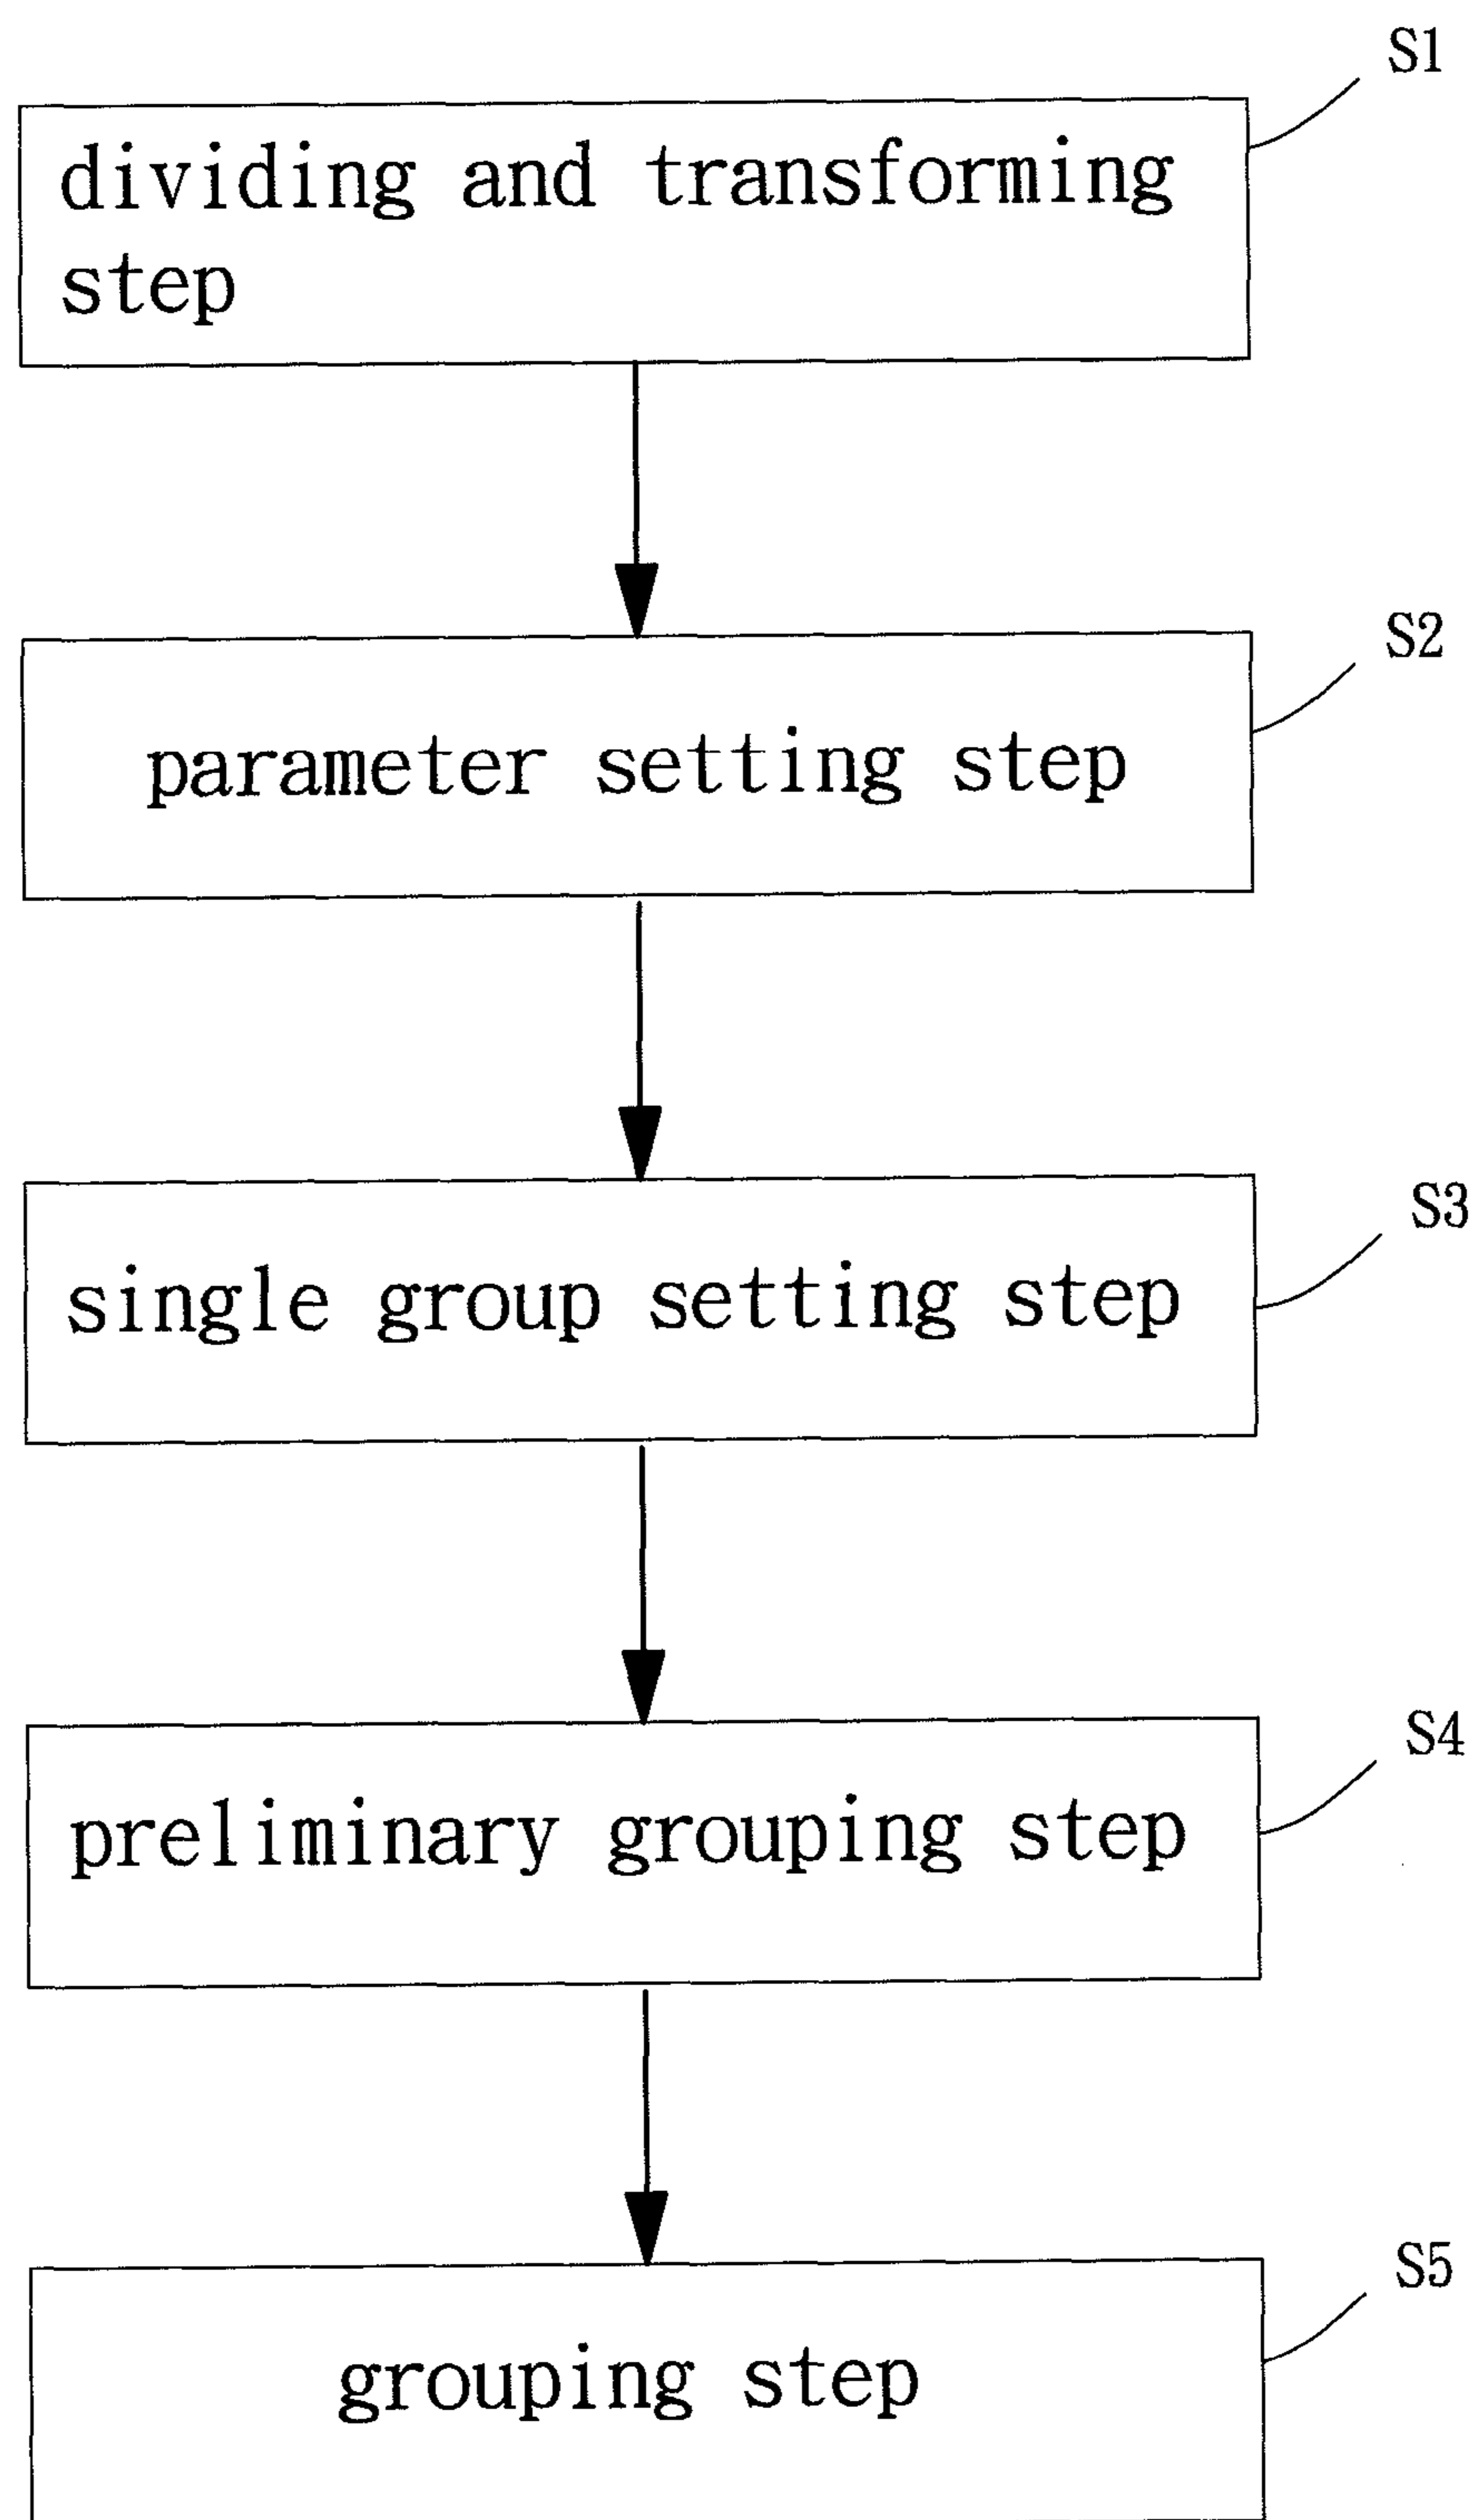 S1
dividing and transforming
step
S2
parameter setting step
S3
single group setting step
S4
preliminary grouping step
S5
grouping step